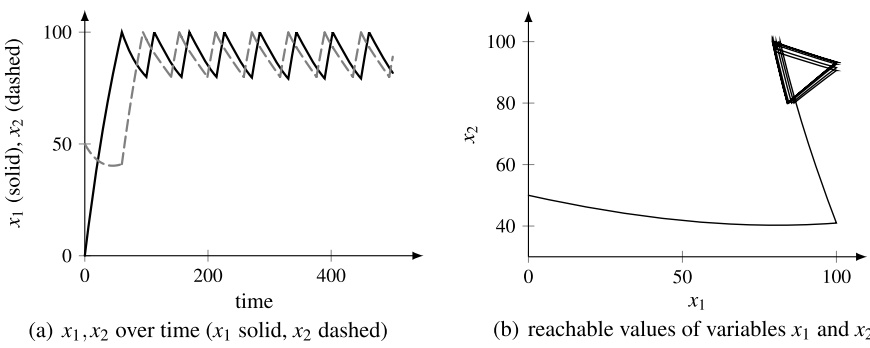 100
50
0
0
200
400
x1 (solid), x2 (dashed)
time
(a) x1, x2 over time (x1 solid, x2 dashed)
100
80
60
40
0
50
100
x2
x1
(b) reachable values of variables x1 and x2